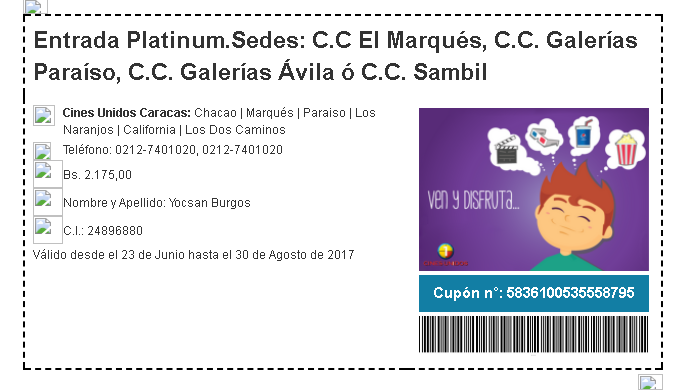 Entrada Platinum.Sedes: C.C El Marqués, C.C. Galerías
Paraíso, C.C. Galerías Ávila ó C.C. Sambil
Cines Unidos Caracas: Chacao | Marqués | Paraiso | Los
Naranjos | California | Los Dos Caminos
Teléfono: 0212-7401020, 0212-7401020
Bs. 2.175,00
Nombre y Apellido: Yocsan Burgos
C.I.: 24896880
Válido desde el 23 de Junio hasta el 30 de Agosto de 2017
VEN Y DISFRUTA...
Cupón n°: 5836100535558795